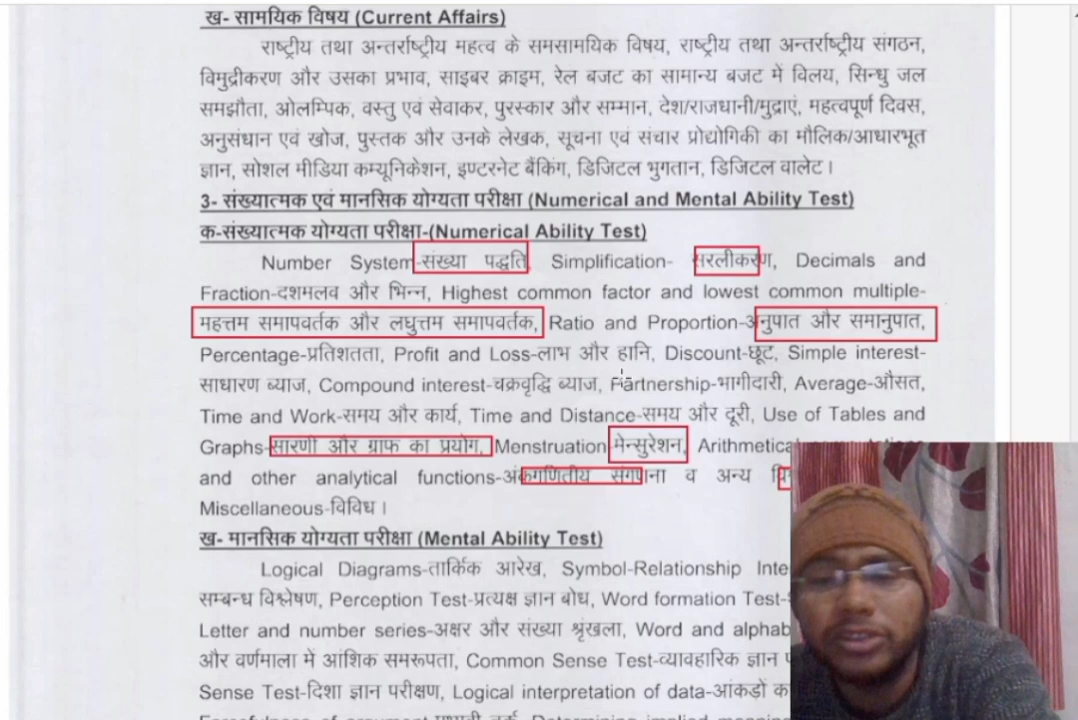 ख- सामयिक विषय (Current Affairs)
राष्ट्रीय तथा अन्तर्राष्ट्रीय महत्व के समसामयिक विषय, राष्ट्रीय तथा अन्तर्राष्ट्रीय संगठन,
विमुद्रीकरण और उसका प्रभाव, साइबर क्राइम, रेल बजट का सामान्य बजट में विलय, सिन्धु जल
समझौता, ओलम्पिक, वस्तु एवं सेवाकर, पुरस्कार और सम्मान, देश/राजधानी/मुद्राएं, महत्वपूर्ण दिवस,
अनुसंधान एवं खोज, पुस्तक और उनके लेखक, सूचना एवं संचार प्रोद्योगिकी का मौलिक/आधारभूत
ज्ञान, सोशल मीडिया कम्यूनिकेशन, इण्टरनेट बैंकिंग, डिजिटल भुगतान, डिजिटल वालेट।
3- संख्यात्मक एवं मानसिक योग्यता परीक्षा (Numerical and Mental Ability Test)
क-संख्यात्मक योग्यता परीक्षा-(Numerical Ability Test)
Number System-संख्या पद्धति, Simplification- सरलीकरण, Decimals and
Fraction-दशमलव और भिन्न, Highest common factor and lowest common multiple-
महत्तम समापवर्तक और लघुत्तम समापवर्तक, Ratio and Proportion-अनुपात और समानुपात,
Percentage-प्रतिशतता, Profit and Loss-लाभ और हानि, Discount-छूट, Simple interest-
साधारण ब्याज, Compound interest-चक्रवृद्धि ब्याज, Partnership-भागीदारी, Average-औसत,
Time and Work-समय और कार्य, Time and Distance-समय और दूरी, Use of Tables and
Graphs-सारणी और ग्राफ का प्रयोग, Menstruation-मेन्सुरेशन, Arithmetical
and other analytical functions-अंकगणितीय संगणना व अन्य
Miscellaneous-विविध।
ख- मानसिक योग्यता परीक्षा (Mental Ability Test)
Logical Diagrams-तार्किक आरेख, Symbol-Relationship
सम्बन्ध विश्लेषण, Perception Test-प्रत्यक्ष ज्ञान बोध, Word formation Test-
Letter and number series-अक्षर और संख्या श्रृंखला, Word and
और वर्णमाला में आंशिक समरूपता, Common Sense Test-व्यावहारिक ज्ञान
Sense Test-दिशा ज्ञान परीक्षण, Logical interpretation of data-आंकडों